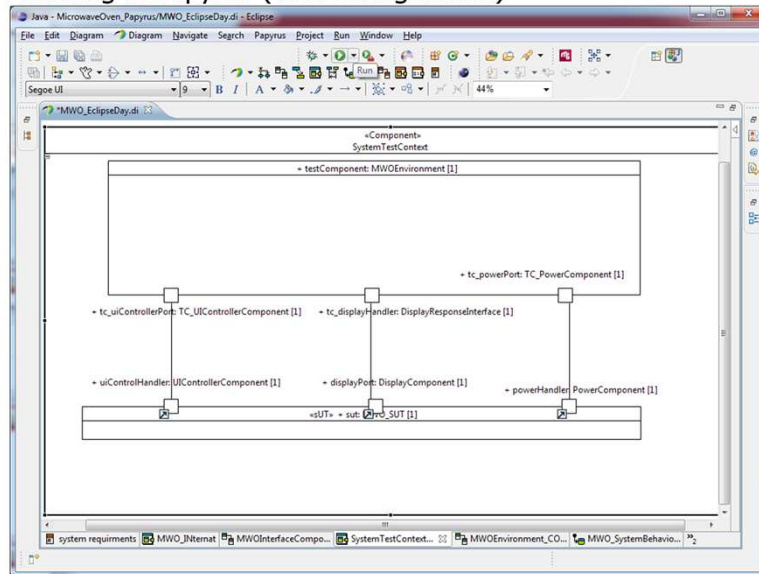 Java - MicrowaveOven_Papyrus/MWO_EclipseDay.di - Eclipse
File Edit Diagram Diagram Navigate Search Papyrus Project Run Window Help
Run
Segoe UI 9 B I A 44%
*MWO_EclipseDay.di
«Component»
SystemTestContext
+ testComponent: MWOEnvironment [1]
+ tc_powerPort: TC_PowerComponent [1]
+ tc_uiControllerPort: TC_UIControllerComponent [1] + tc_displayHandler: DisplayResponseInterface [1]
+ uiControlHandler: UIControllerComponent [1] + displayPort: DisplayComponent [1]
+ powerHandler: PowerComponent [1]
«sUT» + sut: MWO_SUT [1]
system requirments MWO_INternat MWOInterfaceCompo... SystemTestContext... MWOEnvironment_CO... MWO_SystemBehavio... »2